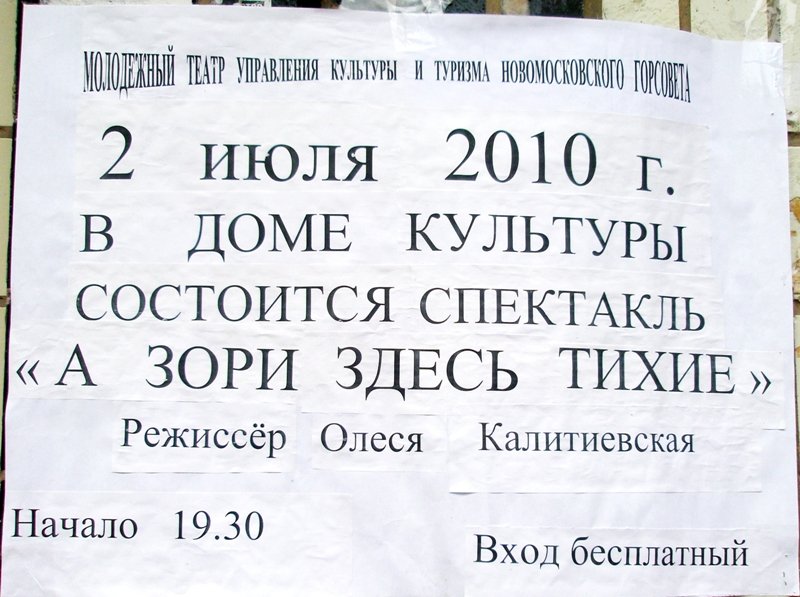 МОЛОДЕЖНЫЙ ТЕАТР УПРАВЛЕНИЯ КУЛЬТУРЫ И ТУРИЗМА НОВОМОСКОВСКОГО ГОРСОВЕТА
2 июля 2010 г.
В ДОМЕ КУЛЬТУРЫ
СОСТОИТСЯ СПЕКТАКЛЬ
« А ЗОРИ ЗДЕСЬ ТИХИЕ »
Режиссёр Олеся Калитиевская
Начало 19.30
Вход бесплатный